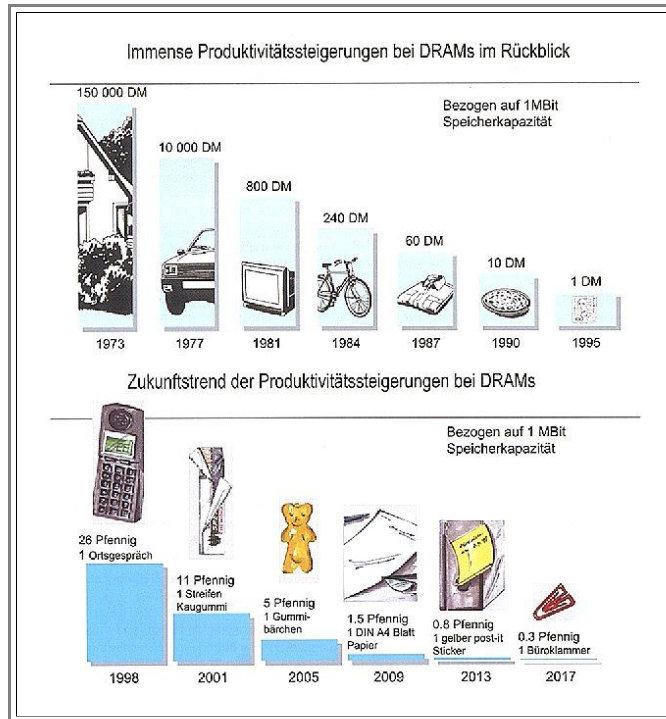 Immense Produktivitätssteigerungen bei DRAMs im Rückblick
150 000 DM
Bezogen auf 1MBit
Speicherkapazität
10 000 DM
800 DM
240 DM
60 DM
10 DM
1 DM
1973
1977
1981
1984
1987
1990
1995
Zukunftstrend der Produktivitätssteigerungen bei DRAMs
Bezogen auf 1 MBit
Speicherkapazität
26 Pfennig
1 Ortsgespräch
11 Pfennig
1 Streifen
Kaugummi
5 Pfennig
1 Gummi-
bärchen
1.5 Pfennig
1 DIN A4 Blatt
Papier
0.8 Pfennig
1 gelber post-it
Sticker
0.3 Pfennig
1 Büroklammer
1998
2001
2005
2009
2013
2017